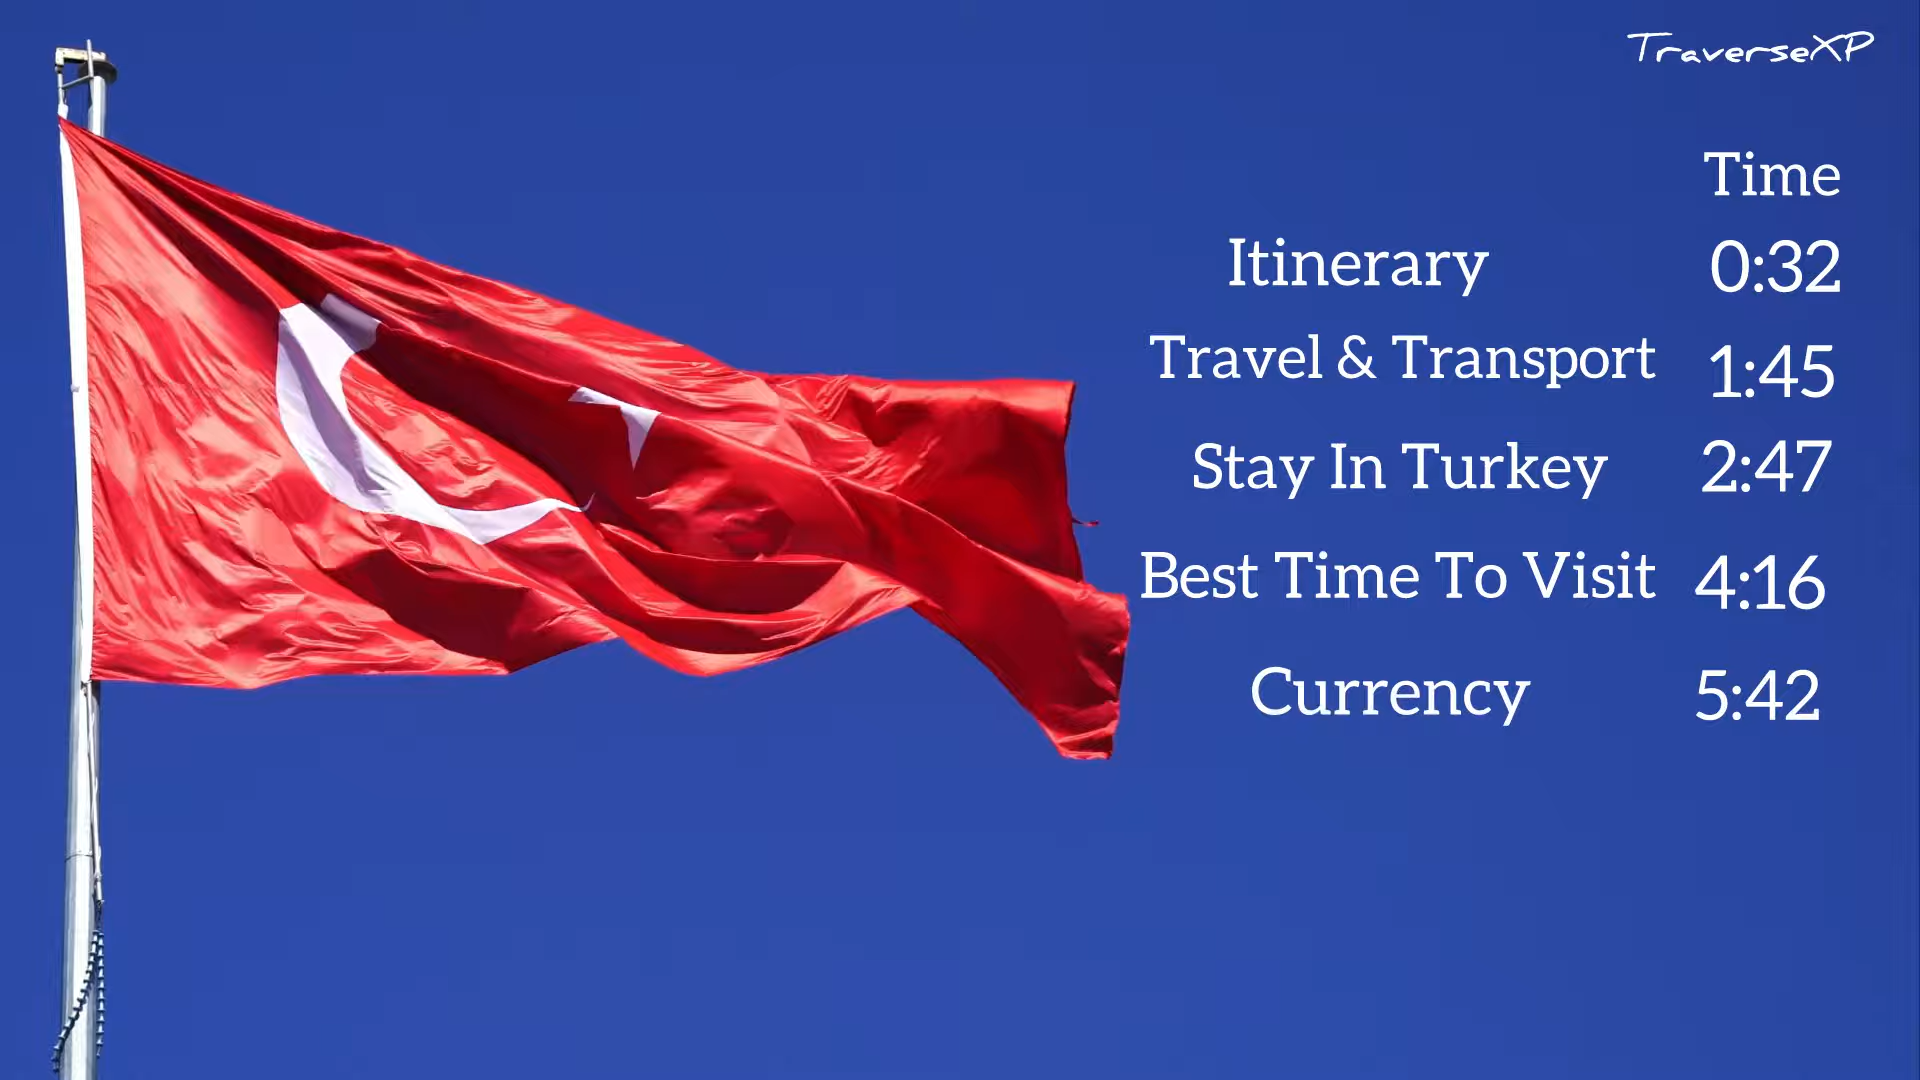 TraverseXP
Time
Itinerary 0:32
Travel & Transport 1:45
Stay In Turkey 2:47
Best Time To Visit 4:16
Currency 5:42